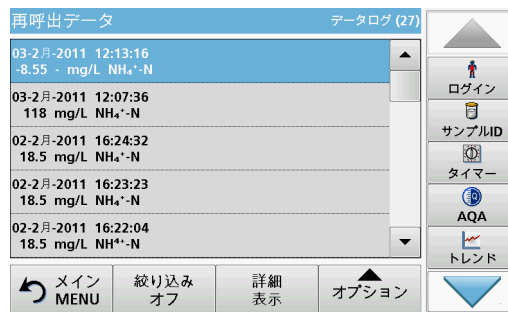 再呼出データ データログ (27)
03-2月-2011 12:13:16
-8.55 - mg/L NH₄⁺-N
03-2月-2011 12:07:36
118 mg/L NH₄⁺-N
02-2月-2011 16:24:32
18.5 mg/L NH₄⁺-N
02-2月-2011 16:23:23
18.5 mg/L NH₄⁺-N
02-2月-2011 16:22:04
18.5 mg/L NH⁴⁺-N
ログイン
サンプルID
タイマー
AQA
トレンド
メイン
MENU
絞り込み
オフ
詳細
表示
オプション